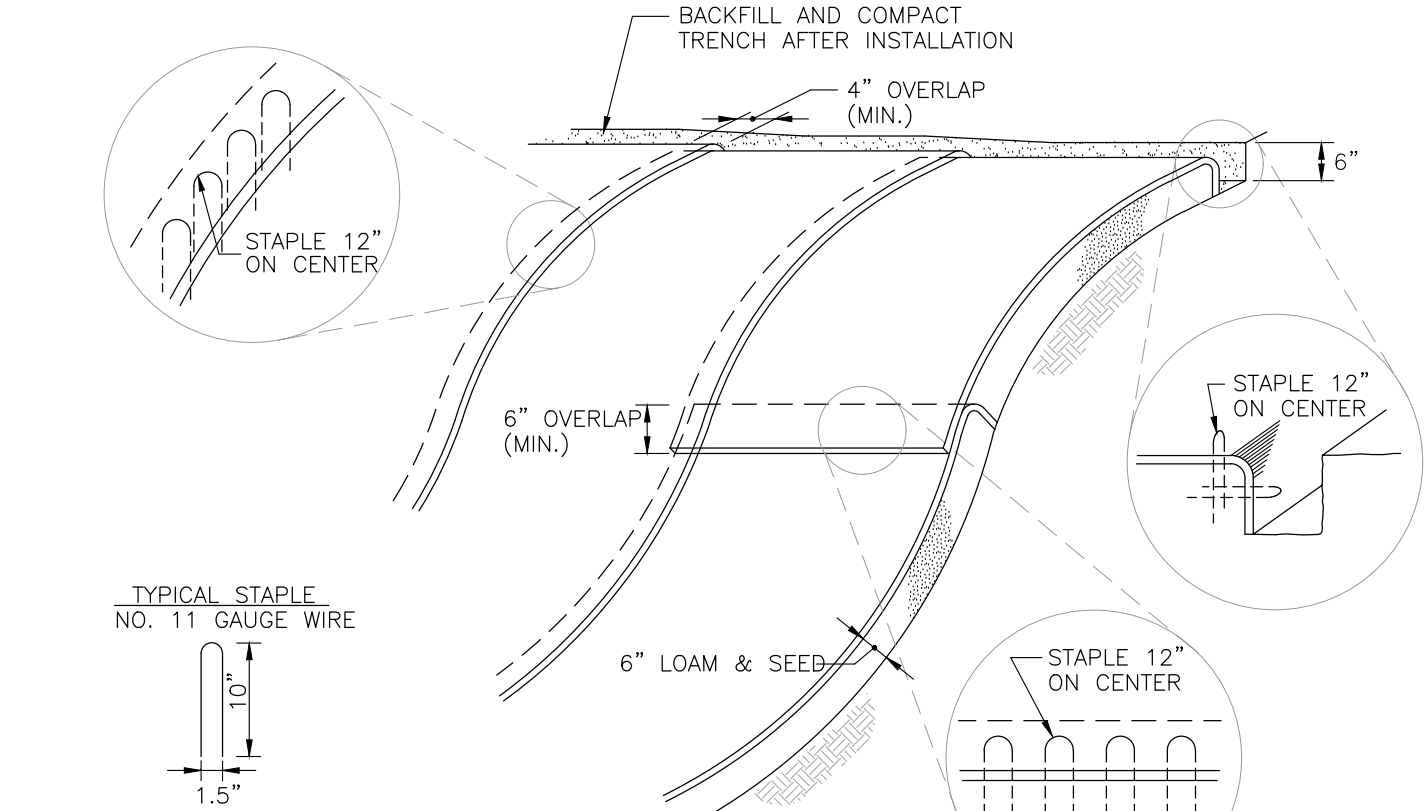 BACKFILL AND COMPACT
TRENCH AFTER INSTALLATION
4” OVERLAP
(MIN.)
6”
STAPLE 12”
ON CENTER
STAPLE 12”
ON CENTER
6” OVERLAP
(MIN.)
TYPICAL STAPLE
NO. 11 GAUGE WIRE
10”
1.5”
6” LOAM & SEED
STAPLE 12”
ON CENTER